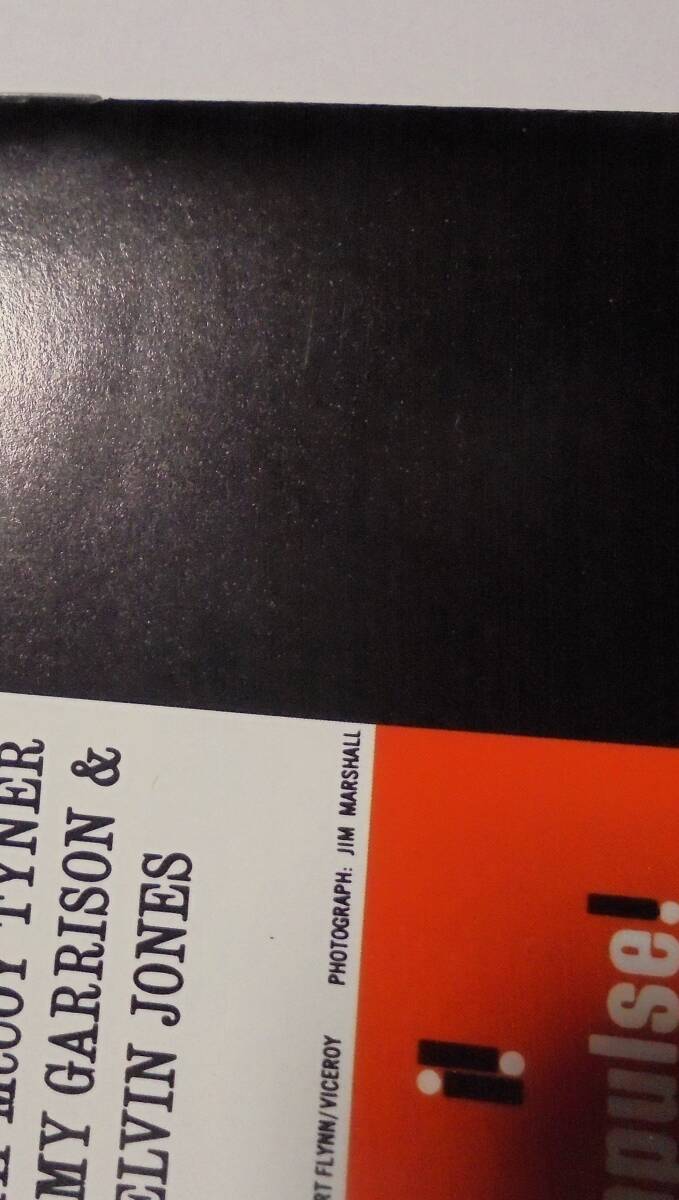 McCOY TYNER
MY GARRISON &
ELVIN JONES
RT FLYNN/VICEROY PHOTOGRAPH: JIM MARSHALL
pulse!